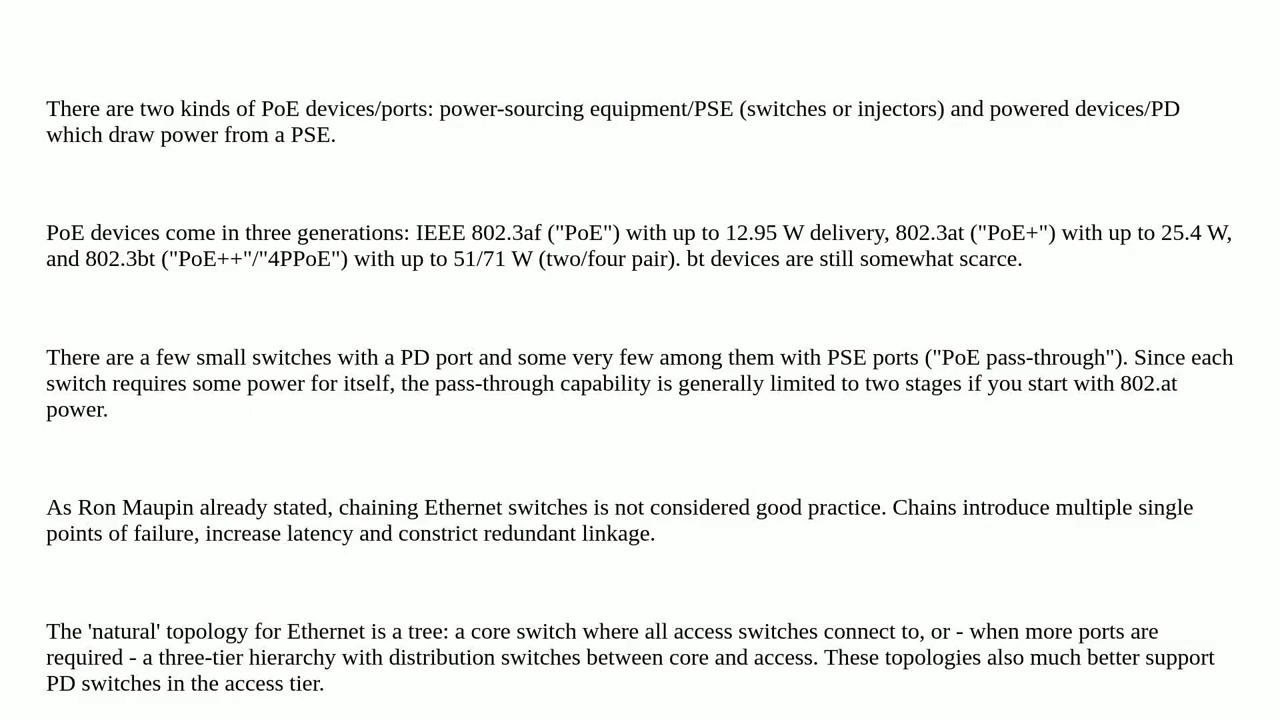 There are two kinds of PoE devices/ports: power-sourcing equipment/PSE (switches or injectors) and powered devices/PD
which draw power from a PSE.
PoE devices come in three generations: IEEE 802.3af ("PoE") with up to 12.95 W delivery, 802.3at ("PoE+") with up to 25.4 W,
and 802.3bt ("PoE++"/"4PPoE") with up to 51/71 W (two/four pair). bt devices are still somewhat scarce.
There are a few small switches with a PD port and some very few among them with PSE ports ("PoE pass-through"). Since each
switch requires some power for itself, the pass-through capability is generally limited to two stages if you start with 802.at
power.
As Ron Maupin already stated, chaining Ethernet switches is not considered good practice. Chains introduce multiple single
points of failure, increase latency and constrict redundant linkage.
The 'natural' topology for Ethernet is a tree: a core switch where all access switches connect to, or - when more ports are
required - a three-tier hierarchy with distribution switches between core and access. These topologies also much better support
PD switches in the access tier.